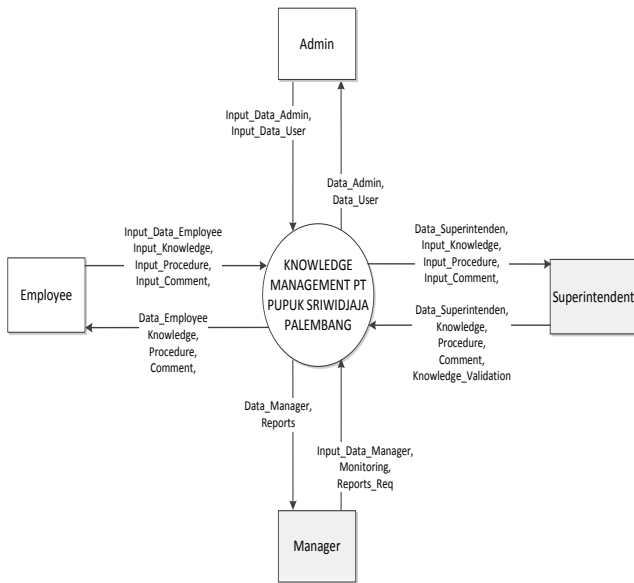 Admin
Input_Data_Admin,
Input_Data_User
Data_Admin,
Data_User
Input_Data_Employee
Input_Knowledge,
Input_Procedure,
Input_Comment,
Data_Superintenden,
Input_Knowledge,
Input_Procedure,
Input_Comment,
Employee
KNOWLEDGE
MANAGEMENT PT
PUPUK SRIWIDJAJA
PALEMBANG
Superintendent
Data_Employee
Knowledge,
Procedure,
Comment,
Data_Superintenden,
Knowledge,
Procedure,
Comment,
Knowledge_Validation
Data_Manager,
Reports
Input_Data_Manager,
Monitoring,
Reports_Req
Manager